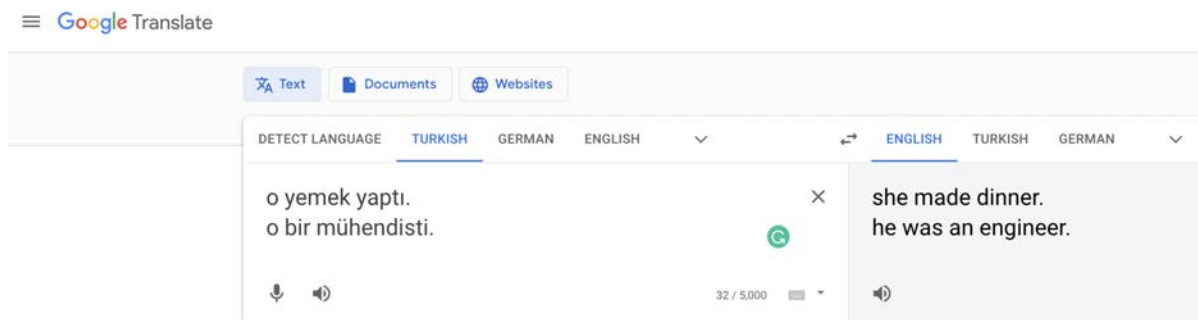 Google Translate
Text Documents Websites
DETECT LANGUAGE TURKISH GERMAN ENGLISH ENGLISH TURKISH GERMAN
o yemek yaptı.
o bir mühendisti.
she made dinner.
he was an engineer.
32 / 5,000